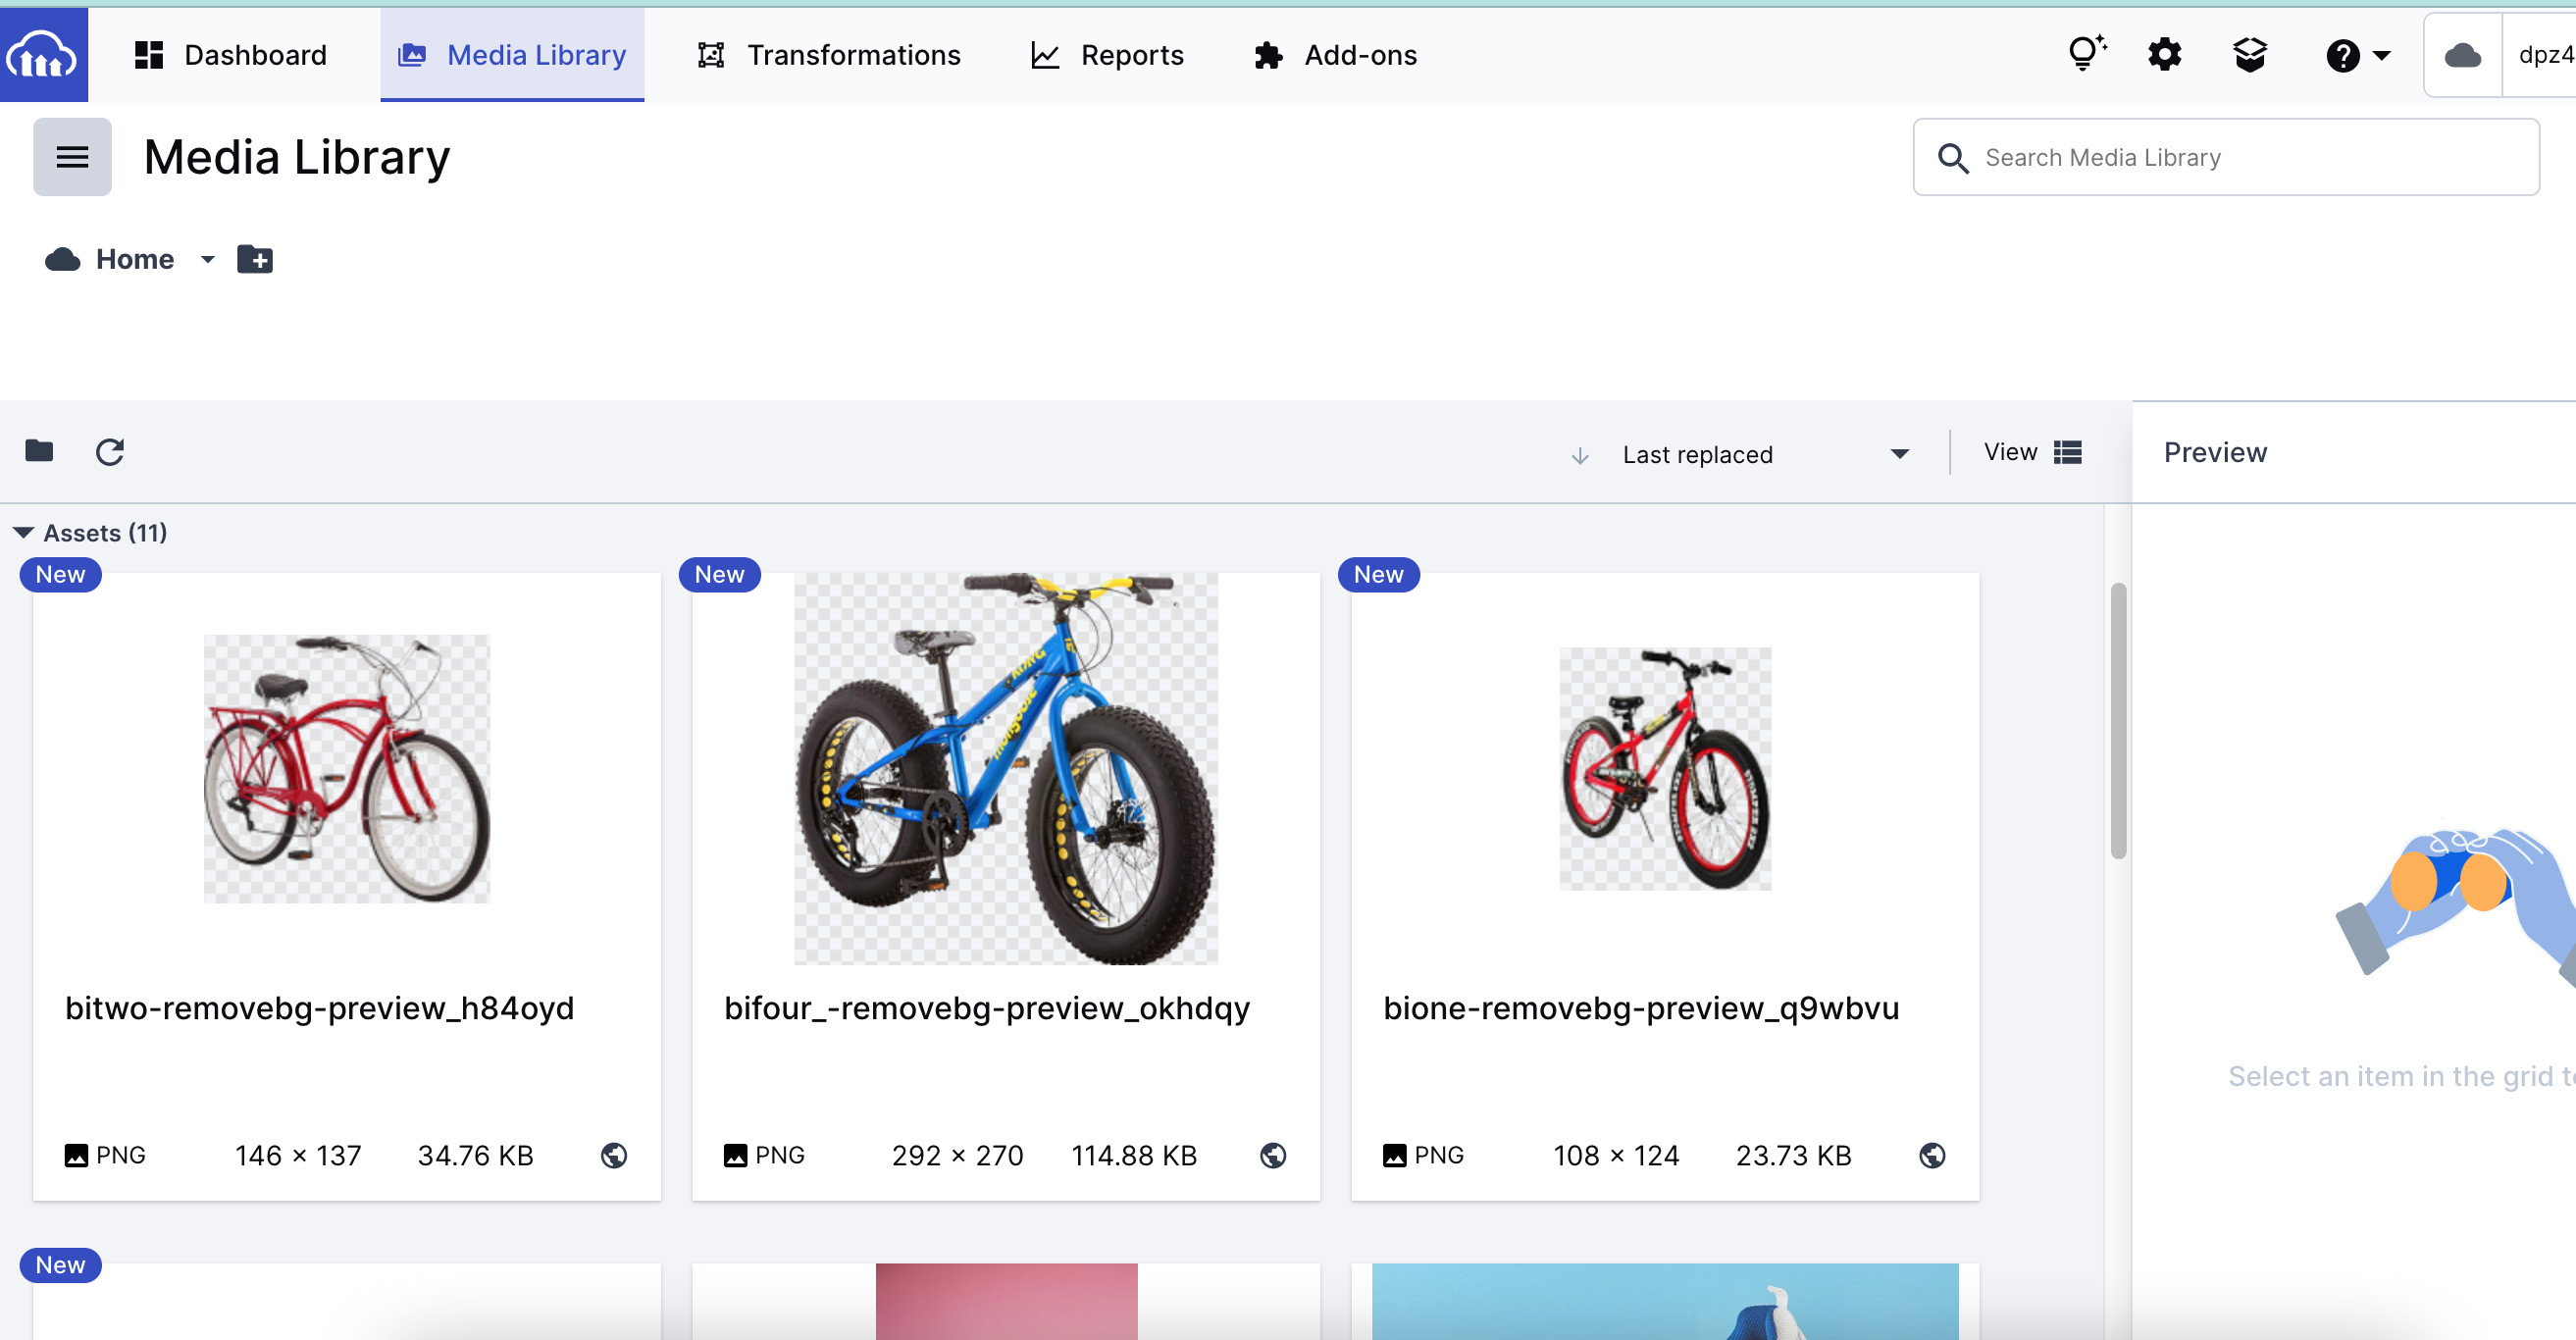 Dashboard
Media Library
Transformations
Reports
Add-ons
Media Library
Search Media Library
Home
Last replaced
View
Preview
Assets (11)
New
New
New
KONG
mongoose
bitwo-removebg-preview_h84oyd
bifour_-removebg-preview_okhdqy
bione-removebg-preview_q9wbvu
Select an item in the grid
PNG 146 × 137 34.76 KB
PNG 292 × 270 114.88 KB
PNG 108 × 124 23.73 KB
New